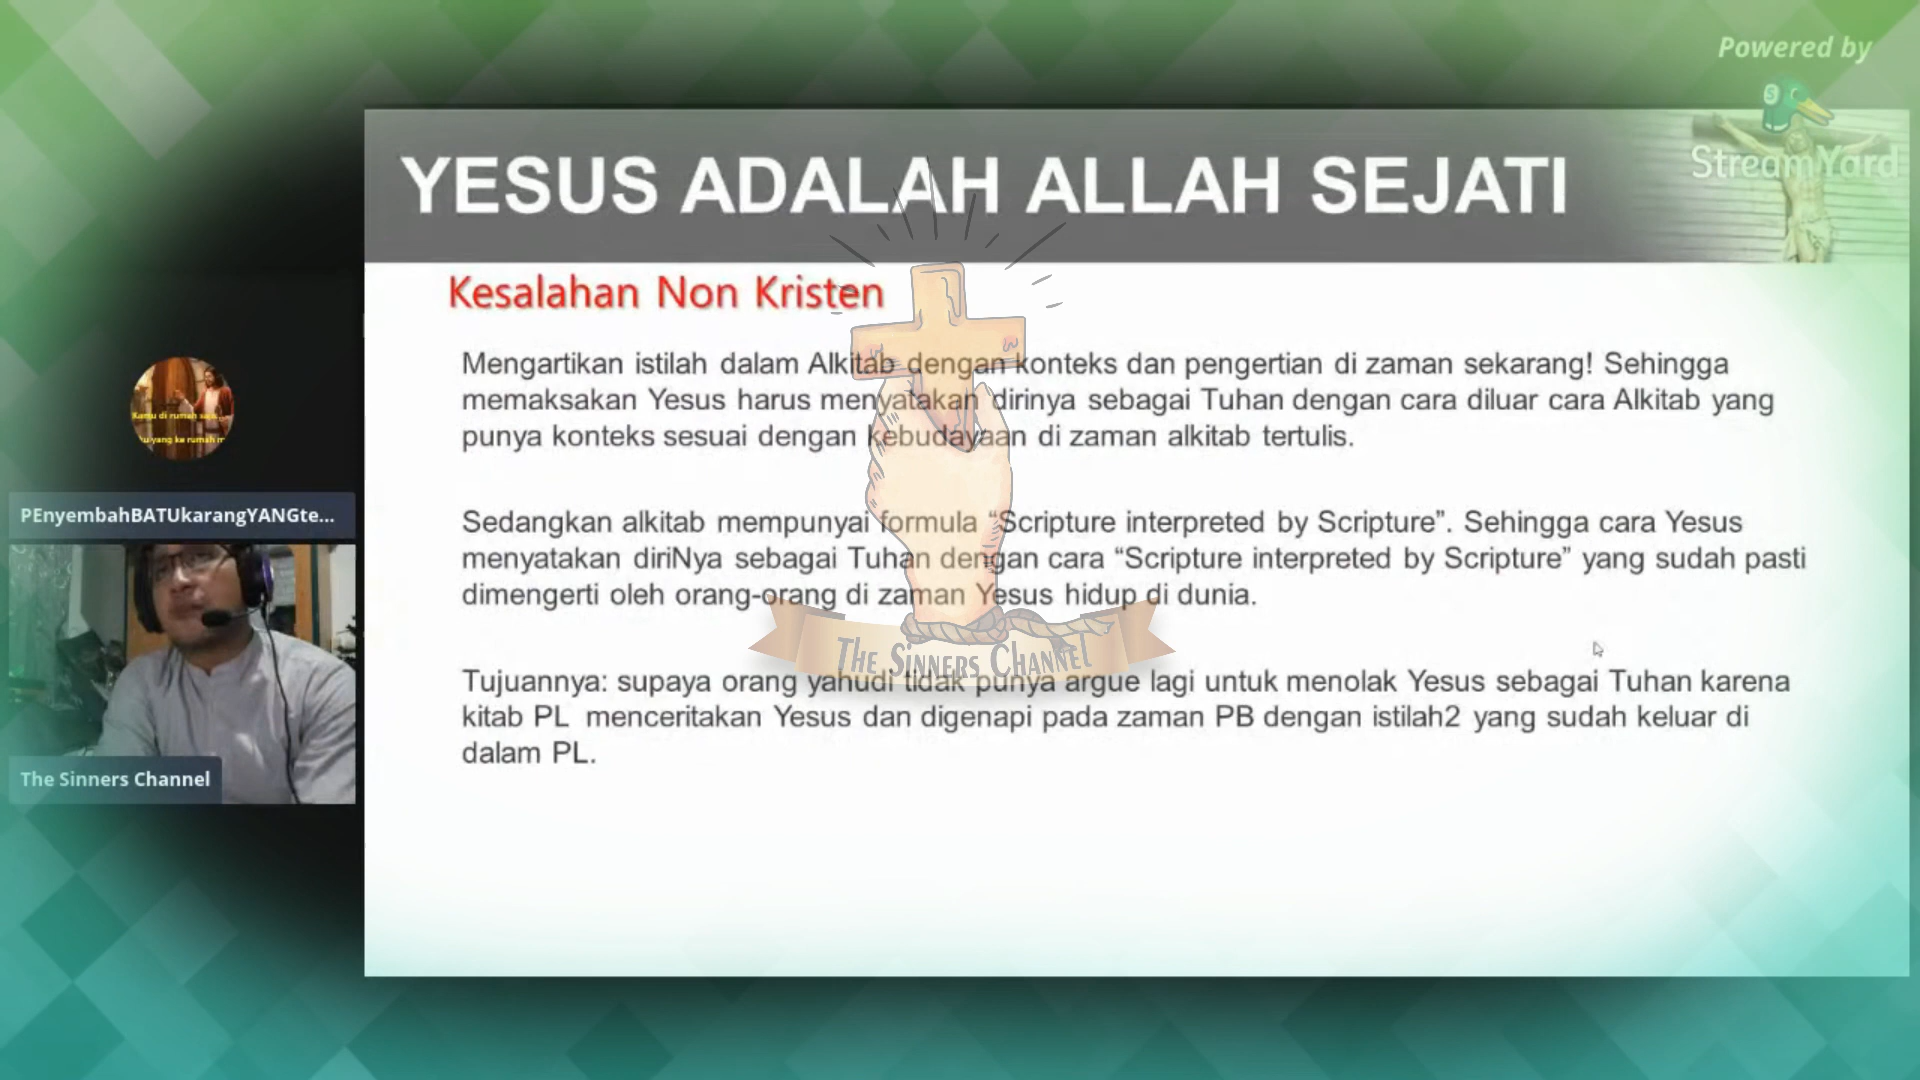 Powered by
StreamYard
YESUS ADALAH ALLAH SEJATI
Kesalahan Non Kristen
Mengartikan istilah dalam Alkitab dengan konteks dan pengertian di zaman sekarang! Sehingga
memaksakan Yesus harus menyatakan dirinya sebagai Tuhan dengan cara diluar cara Alkitab yang
punya konteks sesuai dengan kebudayaan di zaman alkitab tertulis.
Sedangkan alkitab mempunyai formula “Scripture interpreted by Scripture”. Sehingga cara Yesus
menyatakan diriNya sebagai Tuhan dengan cara “Scripture interpreted by Scripture” yang sudah pasti
dimengerti oleh orang-orang di zaman Yesus hidup di dunia.
Tujuannya: supaya orang yahudi tidak punya argue lagi untuk menolak Yesus sebagai Tuhan karena
kitab PL menceritakan Yesus dan digenapi pada zaman PB dengan istilah2 yang sudah keluar di
dalam PL.
The Sinners Channel
Kamu di rumah
yang ke rumah
PEnyembahBATUkarangYANGte...
The Sinners Channel